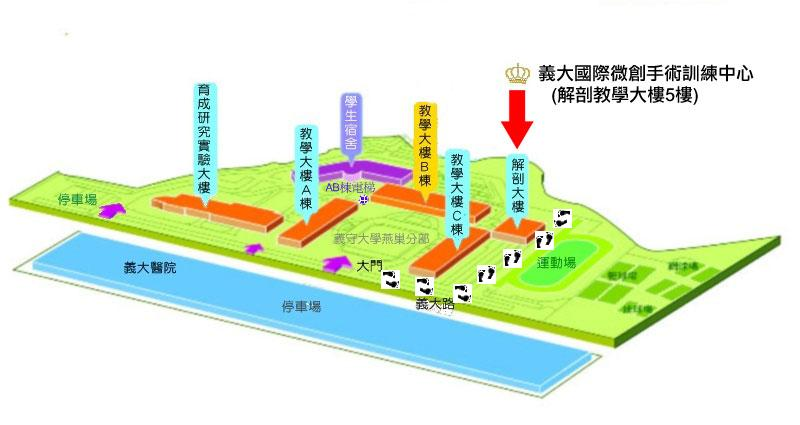 義大國際微創手術訓練中心
(解剖教學大樓5樓)
育成研究實驗大樓
教學大樓A棟
學生宿舍
教學大樓B棟
教學大樓C棟
解剖大樓
AB棟電梯
停車場
義守大學燕巢分部
大門
運動場
義大醫院
停車場
義大路